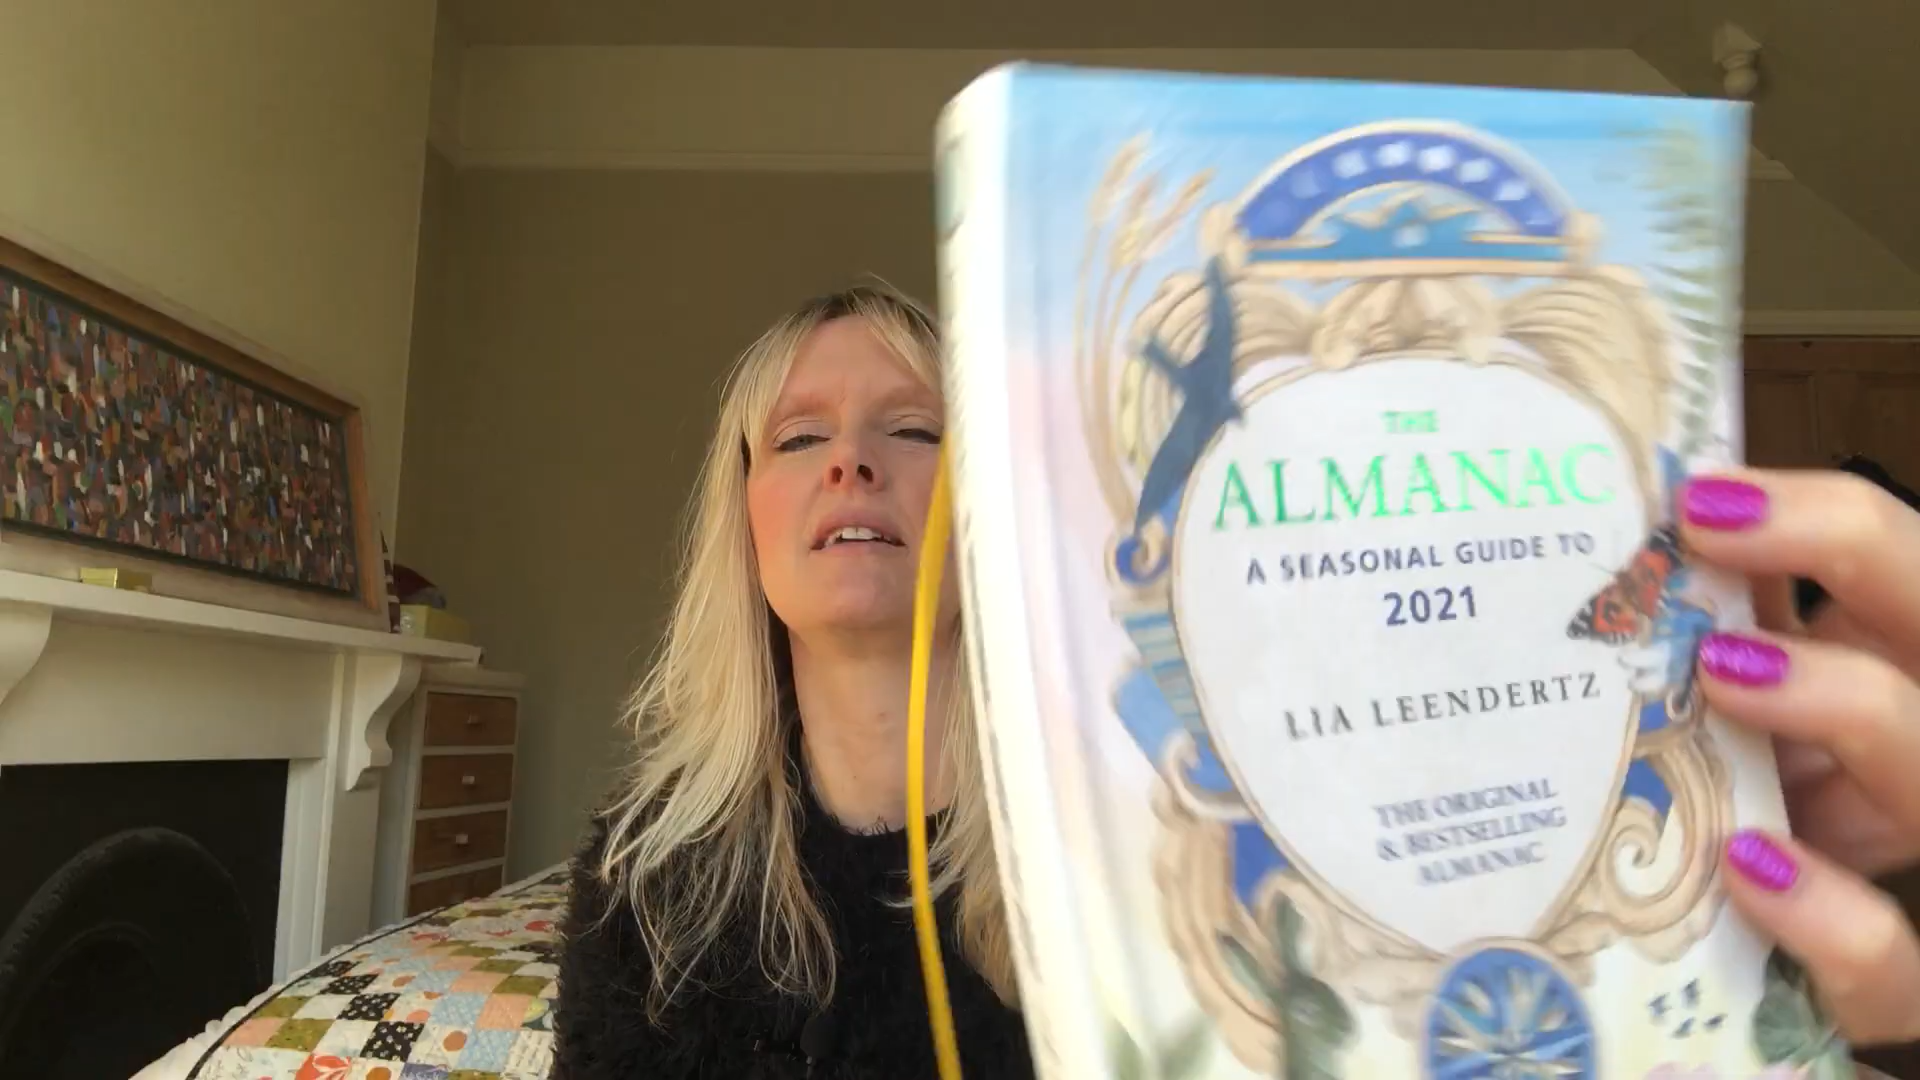 THE
ALMANAC
A SEASONAL GUIDE TO
2021
LIA LEENDERTZ
THE ORIGINAL
& BESTSELLING
ALMANAC